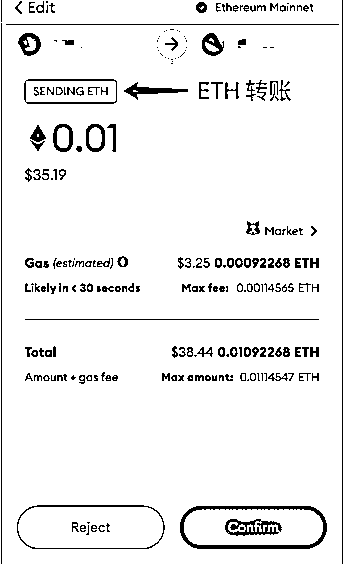 Edit
Ethereum Mainnet
SENDING ETH
ETH 转账
0.01
$35.19
Market
Gas (estimated) $3.25 0.00092268 ETH
Likely in < 30 seconds Max fee: 0.00114565 ETH
Total $38.44 0.01092268 ETH
Amount + gas fee Max amount: 0.01114547 ETH
Reject
Confirm